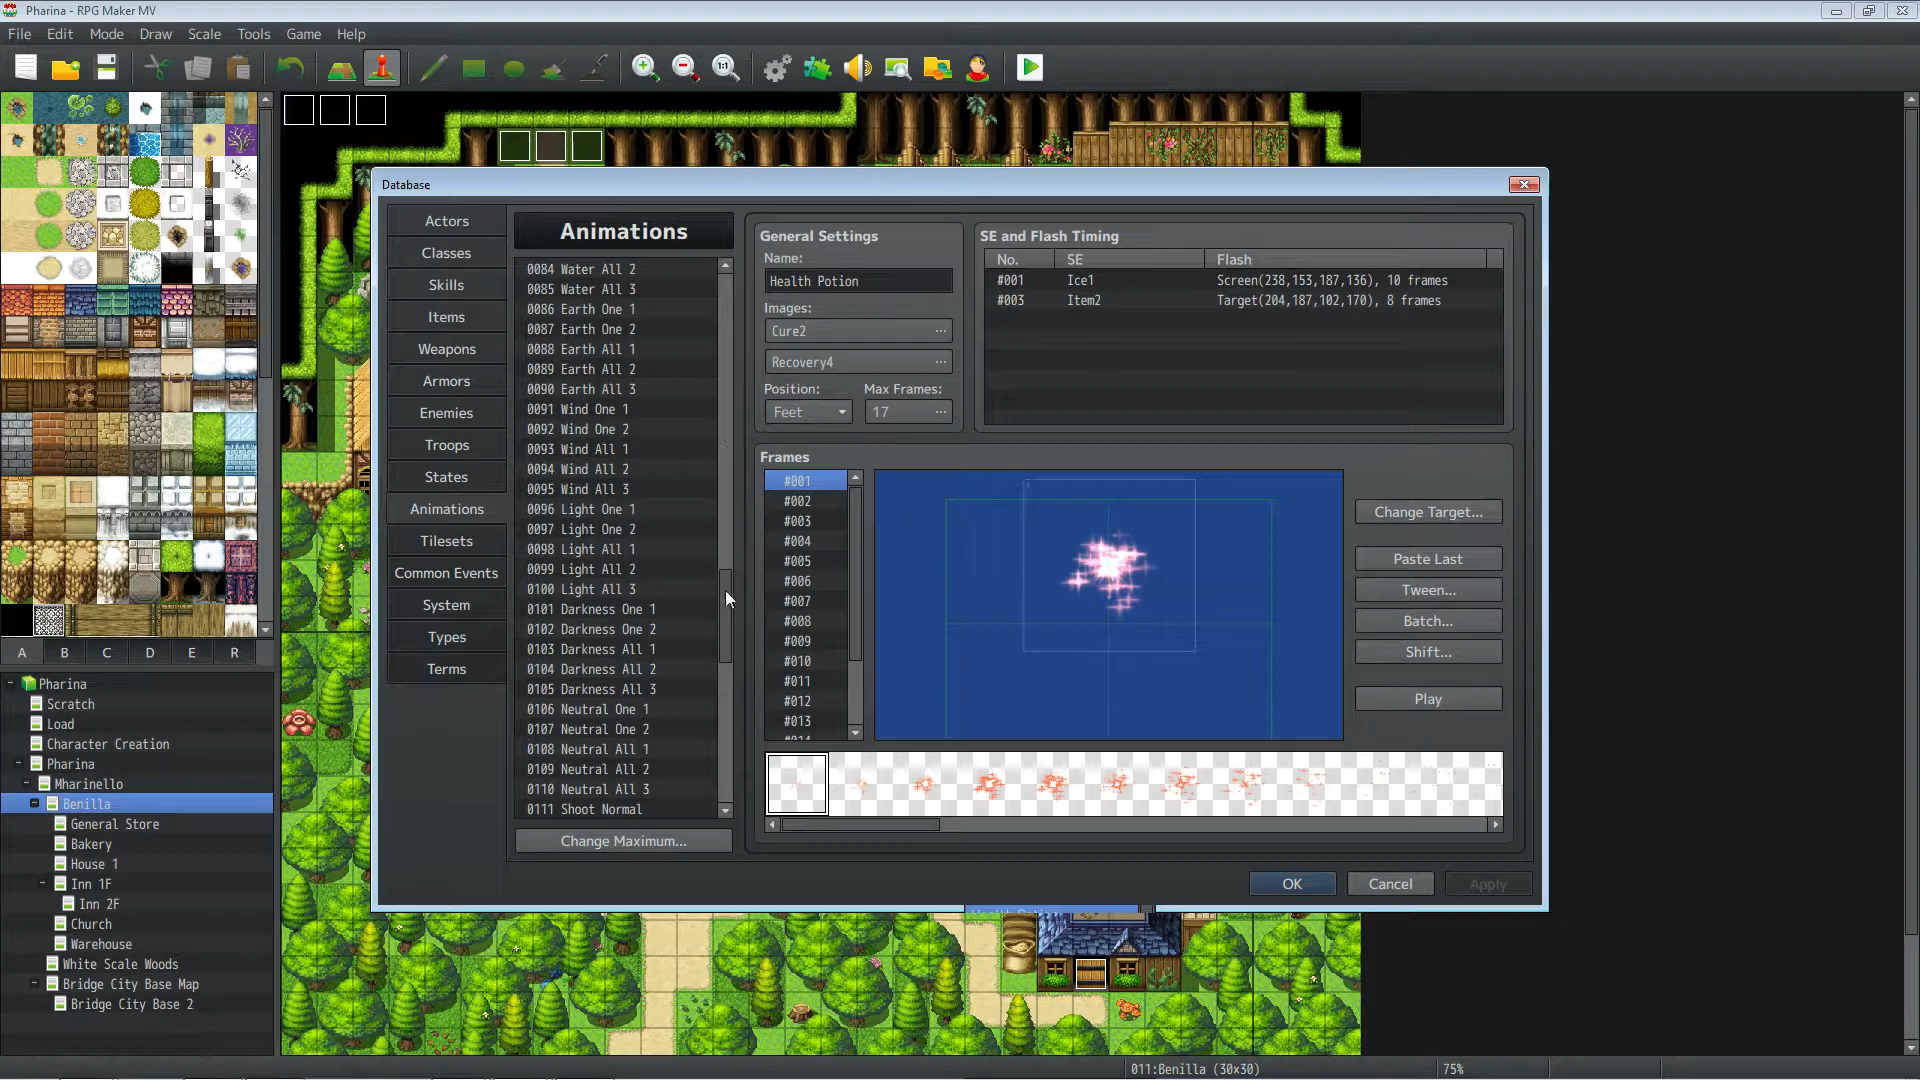 Pharina - RPG Maker MV
File Edit Mode Draw Scale Tools Game Help
1:1
A B C D E R
Pharina
Scratch
Load
Character Creation
Pharina
Mharinello
Benilla
General Store
Bakery
House 1
Inn 1F
Inn 2F
Church
Warehouse
White Scale Woods
Bridge City Base Map
Bridge City Base 2
Database
Actors
Classes
Skills
Items
Weapons
Armors
Enemies
Troops
States
Animations
Tilesets
Common Events
System
Types
Terms
Animations
0084 Water All 2
0085 Water All 3
0086 Earth One 1
0087 Earth One 2
0088 Earth All 1
0089 Earth All 2
0090 Earth All 3
0091 Wind One 1
0092 Wind One 2
0093 Wind All 1
0094 Wind All 2
0095 Wind All 3
0096 Light One 1
0097 Light One 2
0098 Light All 1
0099 Light All 2
0100 Light All 3
0101 Darkness One 1
0102 Darkness One 2
0103 Darkness All 1
0104 Darkness All 2
0105 Darkness All 3
0106 Neutral One 1
0107 Neutral One 2
0108 Neutral All 1
0109 Neutral All 2
0110 Neutral All 3
0111 Shoot Normal
Change Maximum...
General Settings
Name:
Health Potion
Images:
Cure2 ...
Recovery4 ...
Position: Max Frames:
Feet 17 ...
SE and Flash Timing
No. SE Flash
#001 Ice1 Screen(238,153,187,136), 10 frames
#003 Item2 Target(204,187,102,170), 8 frames
Frames
#001
#002
#003
#004
#005
#006
#007
#008
#009
#010
#011
#012
#013
#014
Change Target...
Paste Last
Tween...
Batch...
Shift...
Play
OK Cancel Apply
011:Benilla (30x30) 75%